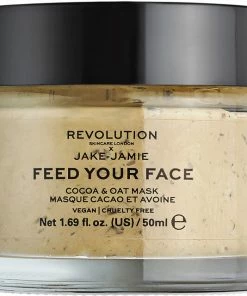 REVOLUTION
SKINCARE LONDON
X
JAKE-JAMIE
FEED YOUR FACE
COCOA & OAT MASK
MASQUE CACAO ET AVOINE
VEGAN | CRUELTY FREE
Net 1.69 fl. oz. (US) / 50ml ℮